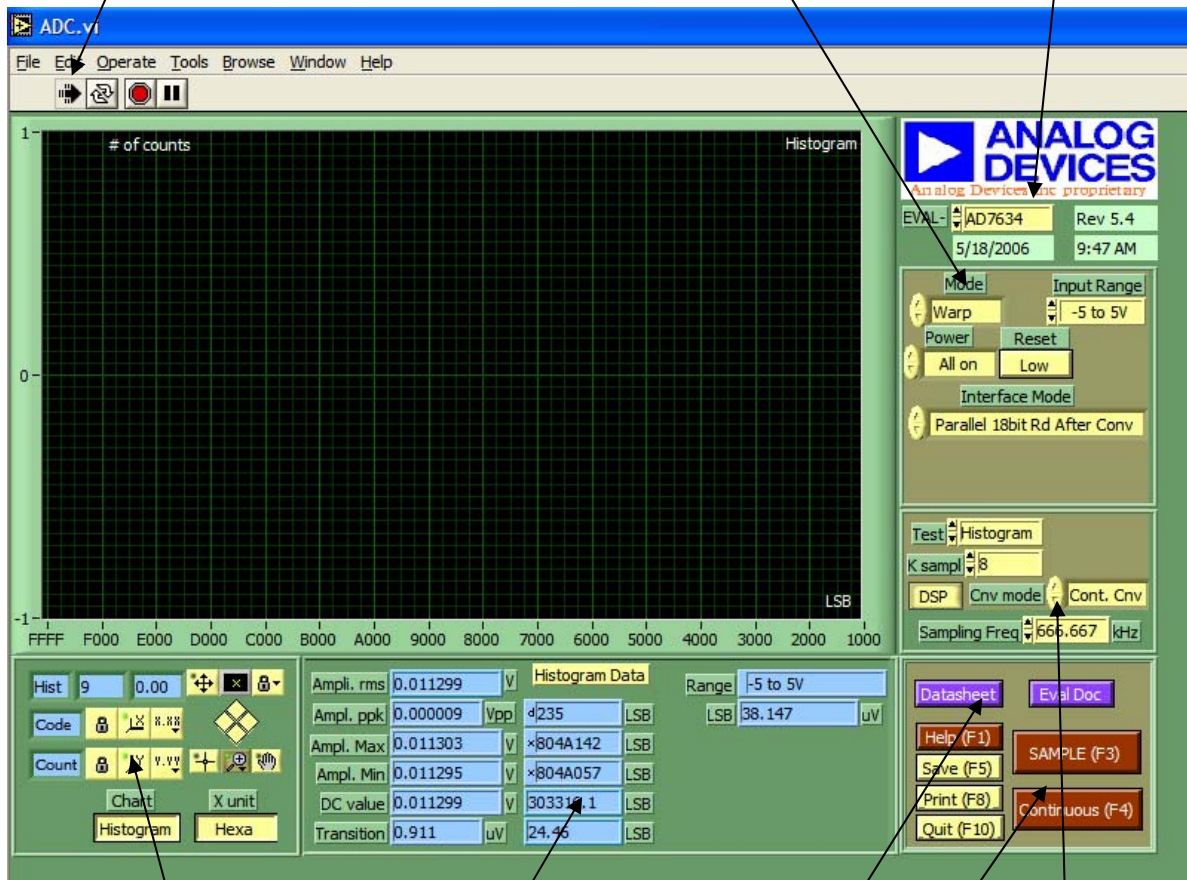 ADC.vi
File Edit Operate Tools Browse Window Help
1
# of counts
Histogram
0
LSB
-1
FFFF F000 E000 D000 C000 B000 A000 9000 8000 7000 6000 5000 4000 3000 2000 1000
ANALOG
DEVICES
Analog Devices Inc proprietary
EVAL- AD7634 Rev 5.4
5/18/2006 9:47 AM
Mode Input Range
Warp -5 to 5V
Power Reset
All on Low
Interface Mode
Parallel 18bit Rd After Conv
Test Histogram
K sampl 8
DSP Cnv mode Cont. Cnv
Sampling Freq 666.667 kHz
Hist 9 0.00
Code
Count
Chart X unit
Histogram Hexa
Histogram Data
Ampli. rms 0.011299 V
Ampl. ppk 0.000009 Vpp d235 LSB
Ampl. Max 0.011303 V x804A142 LSB
Ampl. Min 0.011295 V x804A057 LSB
DC value 0.011299 V LSB
Transition 0.911 uV 24.46 LSB
Range -5 to 5V
LSB 38.147 uV
Datasheet Eval Doc
Help (F1)
Save (F5)
Print (F8)
Quit (F10)
SAMPLE (F3)
Continuous (F4)